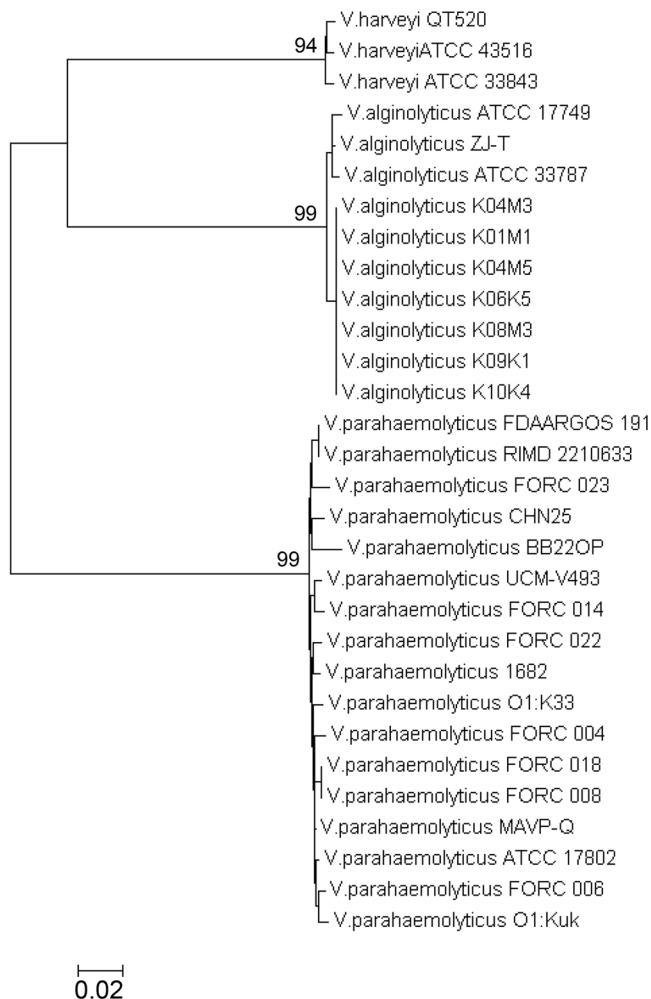 V.harveyi QT520
94
V.harveyiATCC 43516
V.harveyi ATCC 33843
V.alginolyticus ATCC 17749
V.alginolyticus ZJ-T
V.alginolyticus ATCC 33787
99
V.alginolyticus K04M3
V.alginolyticus K01M1
V.alginolyticus K04M5
V.alginolyticus K06K5
V.alginolyticus K08M3
V.alginolyticus K09K1
V.alginolyticus K10K4
V.parahaemolyticus FDAARGOS 191
V.parahaemolyticus RIMD 2210633
V.parahaemolyticus FORC 023
V.parahaemolyticus CHN25
V.parahaemolyticus BB22OP
99
V.parahaemolyticus UCM-V493
V.parahaemolyticus FORC 014
V.parahaemolyticus FORC 022
V.parahaemolyticus 1682
V.parahaemolyticus O1:K33
V.parahaemolyticus FORC 004
V.parahaemolyticus FORC 018
V.parahaemolyticus FORC 008
V.parahaemolyticus MAVP-Q
V.parahaemolyticus ATCC 17802
V.parahaemolyticus FORC 006
V.parahaemolyticus O1:Kuk
0.02